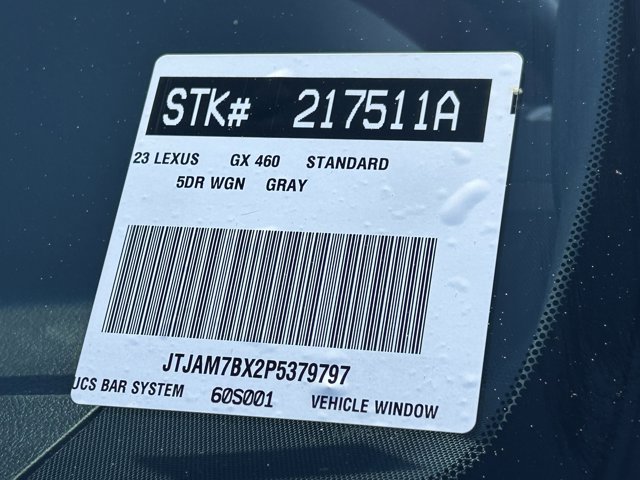 STK# 217511A
23 LEXUS GX 460 STANDARD
5DR WGN GRAY
JTJAM7BX2P5379797
UCS BAR SYSTEM 60S001 VEHICLE WINDOW